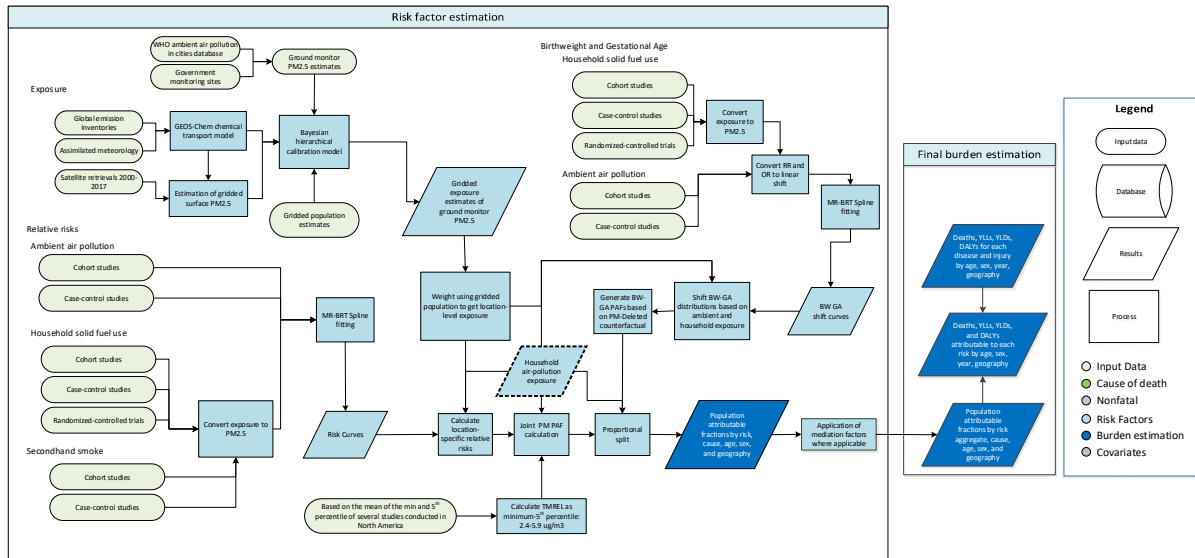 Risk factor estimation
WHO ambient air pollution
in cities database
Government
monitoring sites
Ground monitor
PM2.5 estimates
Exposure
Global emission
inventories
Assimilated meteorology
GEOS-Chem chemical
transport model
Satellite retrievals 2000-
2017
Estimation of gridded
surface PM2.5
Bayesian
hierarchical
calibration model
Gridded population
estimates
Gridded
exposure
estimates of
ground monitor
PM2.5
Birthweight and Gestational Age
Household solid fuel use
Cohort studies
Case-control studies
Randomized-controlled trials
Convert
exposure to
PM2.5
Ambient air pollution
Cohort studies
Case-control studies
Convert RR and
OR to linear
shift
MR-BRT Spline
fitting
BW GA
shift curves
Shift BW-GA
distributions based on
ambient and
household exposure
Generate BW-
GA PAFs based
on PM-Deleted
counterfactual
Relative risks
Ambient air pollution
Cohort studies
Case-control studies
Household solid fuel use
Cohort studies
Case-control studies
Randomized-controlled trials
Secondhand smoke
Cohort studies
Case-control studies
Convert exposure to
PM2.5
MR-BRT Spline
fitting
Risk Curves
Weight using gridded
population to get location-
level exposure
Household
air-pollution
exposure
Calculate
location-
specific relative
risks
Joint PM PAF
calculation
Proportional
split
Population
attributable
fractions by risk,
cause, age, sex,
and geography
Application of
mediation factors
where applicable
Based on the mean of the min and 5th
percentile of several studies conducted in
North America
Calculate TMREL as
minimum-5th percentile:
2.4-5.9 ug/m3
Final burden estimation
Deaths, YLLs, YLDs,
DALYs for each
disease and injury
by age, sex, year,
geography
Deaths, YLLs, YLDs,
and DALYs
attributable to each
risk by age, sex,
year, geography
Population
attributable
fractions by risk
aggregate, cause,
age, sex, and
geography
Legend
Input data
Database
Results
Process
Input Data
Cause of death
Nonfatal
Risk Factors
Burden estimation
Covariates